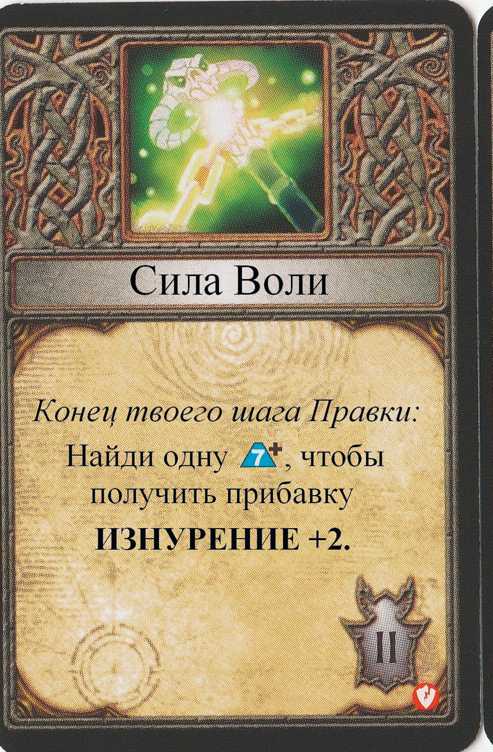 Сила Воли
Конец твоего шага Правки:
Найди одну 7+, чтобы
получить прибавку
ИЗНУРЕНИЕ +2.
II